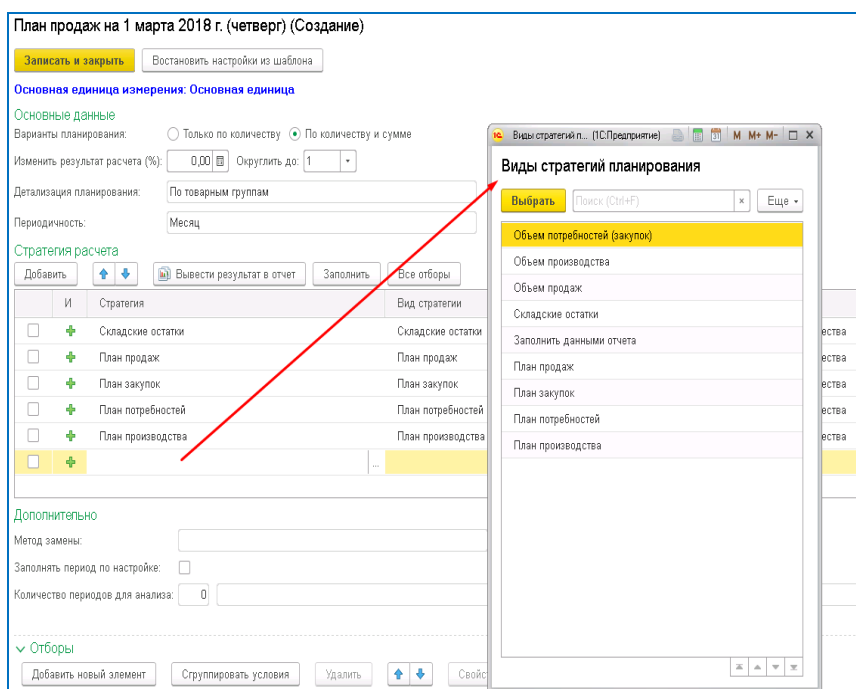 План продаж на 1 марта 2018 г. (четверг) (Создание)
Записать и закрыть
Востановить настройки из шаблона
Основная единица измерения: Основная единица
Основные данные
Варианты планирования: Только по количеству По количеству и сумме
Изменить результат расчета (%): 0,00 Округлить до: 1
Детализация планирования: По товарным группам
Периодичность: Месяц
Стратегия расчета
Добавить Вывести результат в отчет Заполнить Все отборы
И Стратегия Вид стратегии
Складские остатки Складские остатки ества
План продаж План продаж ества
План закупок План закупок ества
План потребностей План потребностей ества
План производства План производства ества
...
Дополнительно
Метод замены:
Заполнять период по настройке:
Количество периодов для анализа: 0
Отборы
Добавить новый элемент Сгруппировать условия Удалить Свойс
Виды стратегий п... (1С:Предприятие) M M+ M-
Виды стратегий планирования
Выбрать Поиск (Ctrl+F) × Еще
Объем потребностей (закупок)
Объем производства
Объем продаж
Складские остатки
Заполнить данными отчета
План продаж
План закупок
План потребностей
План производства